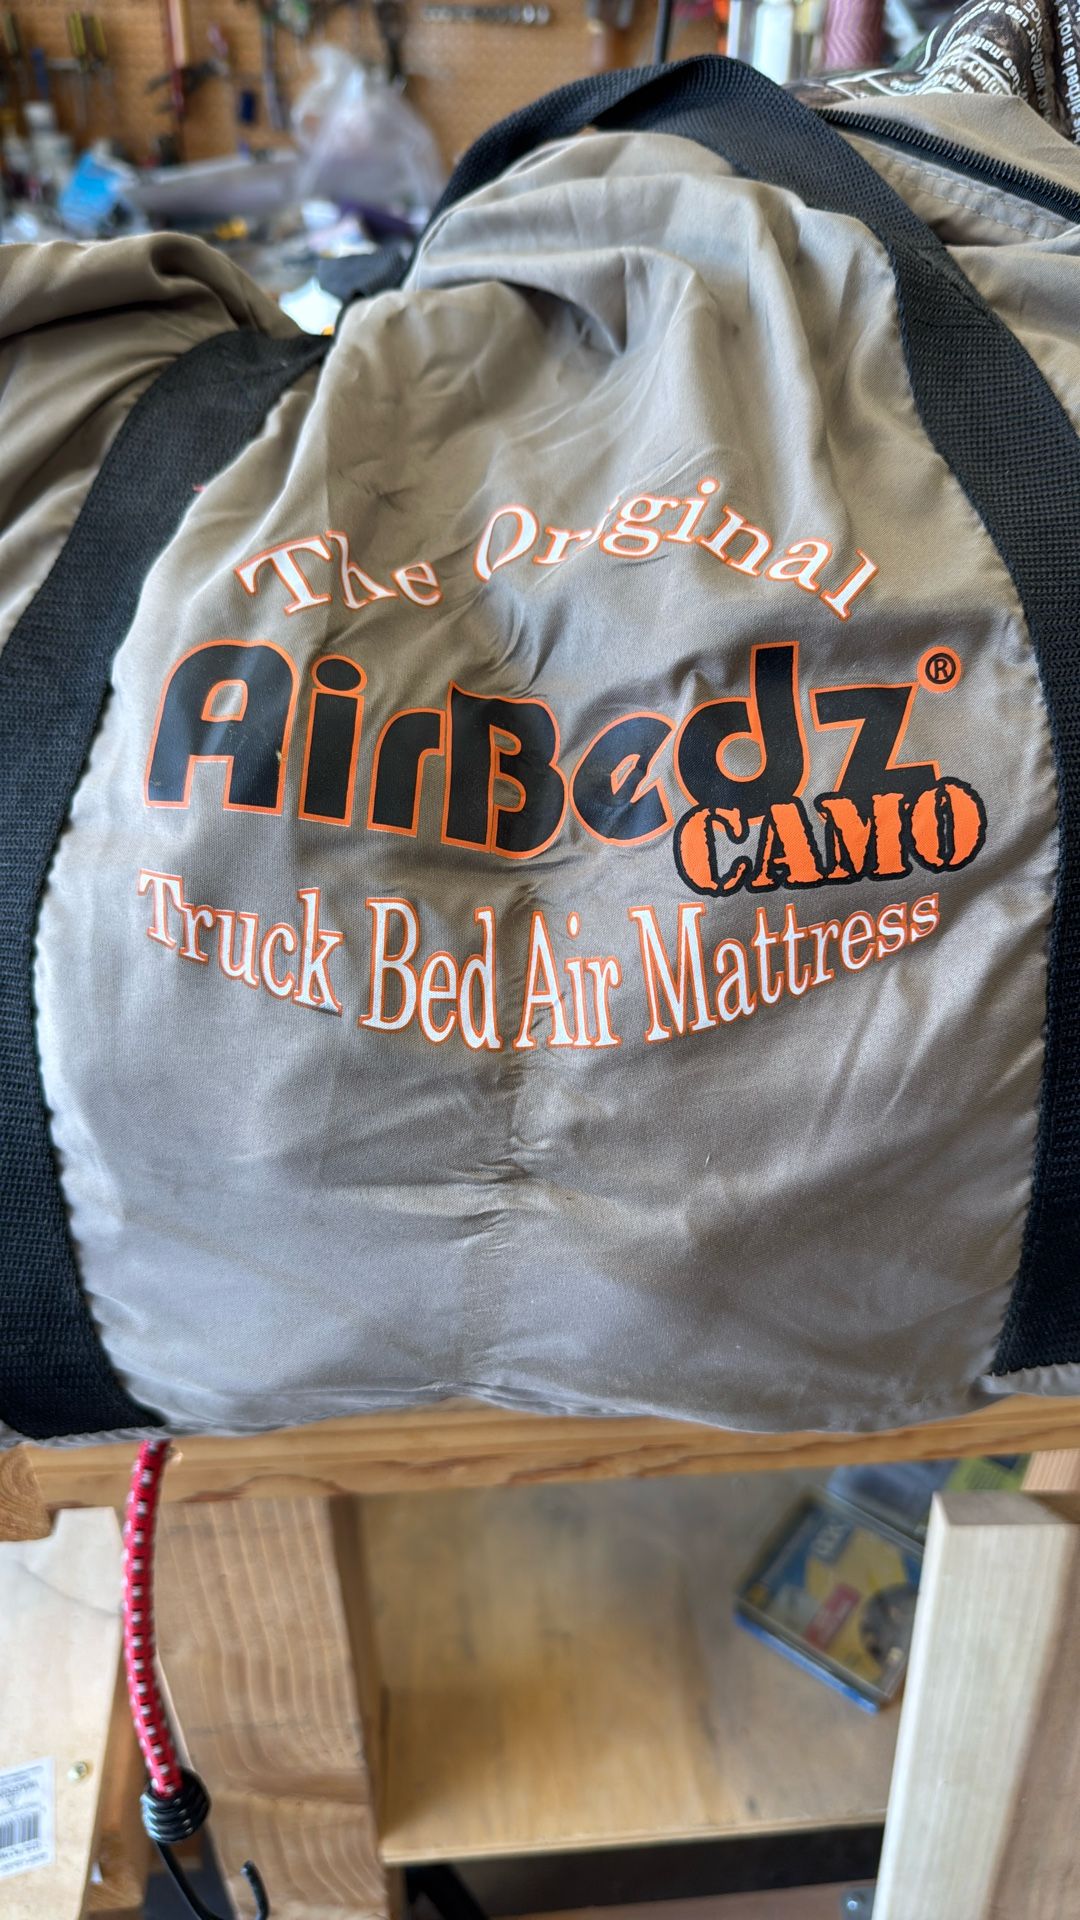 The Original
AirBedz®
CAMO
Truck Bed Air Mattress